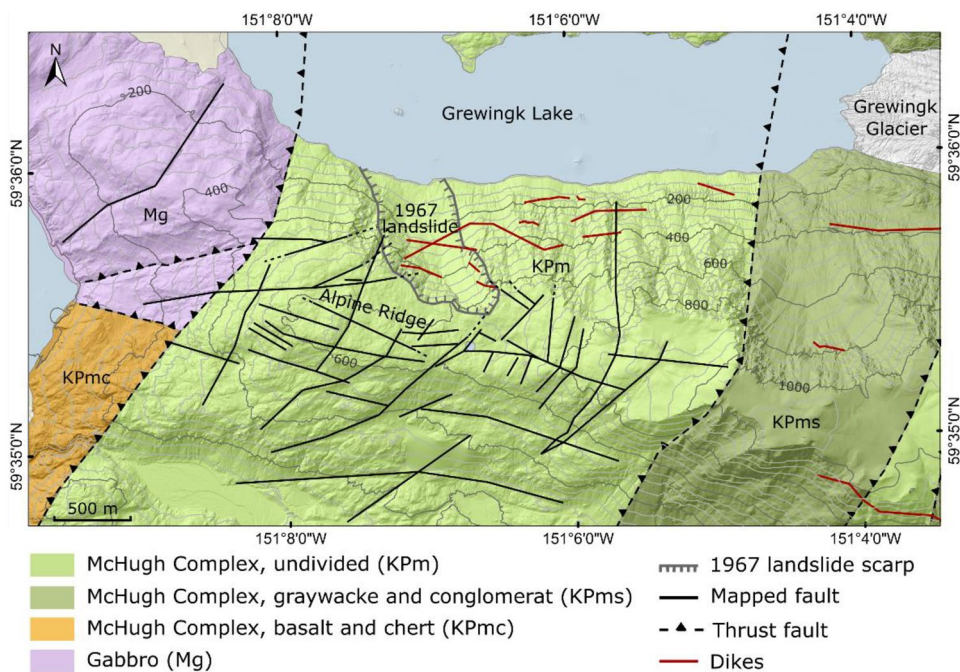 151°8'0"W
151°6'0"W
151°4'0"W
N
200
Grewingk Lake
Grewingk
Glacier
59°36'0"N
59°36'0"N
Mg
400
1967
landslide
200
400
KPm
600
Alpine Ridge
800
600
KPmc
1000
KPms
59°35'0"N
59°35'0"N
500 m
151°8'0"W
151°6'0"W
151°4'0"W
McHugh Complex, undivided (KPm)
McHugh Complex, graywacke and conglomerat (KPms)
McHugh Complex, basalt and chert (KPmc)
Gabbro (Mg)
1967 landslide scarp
Mapped fault
Thrust fault
Dikes